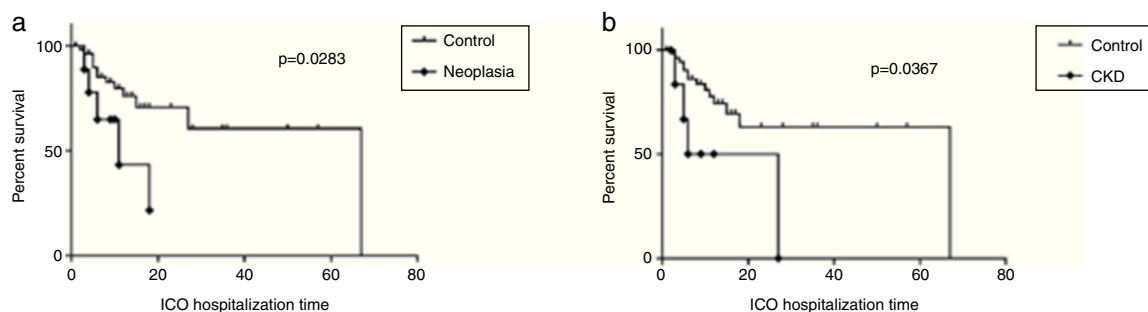 a
100
50
0
0
20
40
60
80
Percent survival
ICO hospitalization time
p=0.0283
Control
Neoplasia
b
100
50
0
0
20
40
60
80
Percent survival
ICO hospitalization time
p=0.0367
Control
CKD